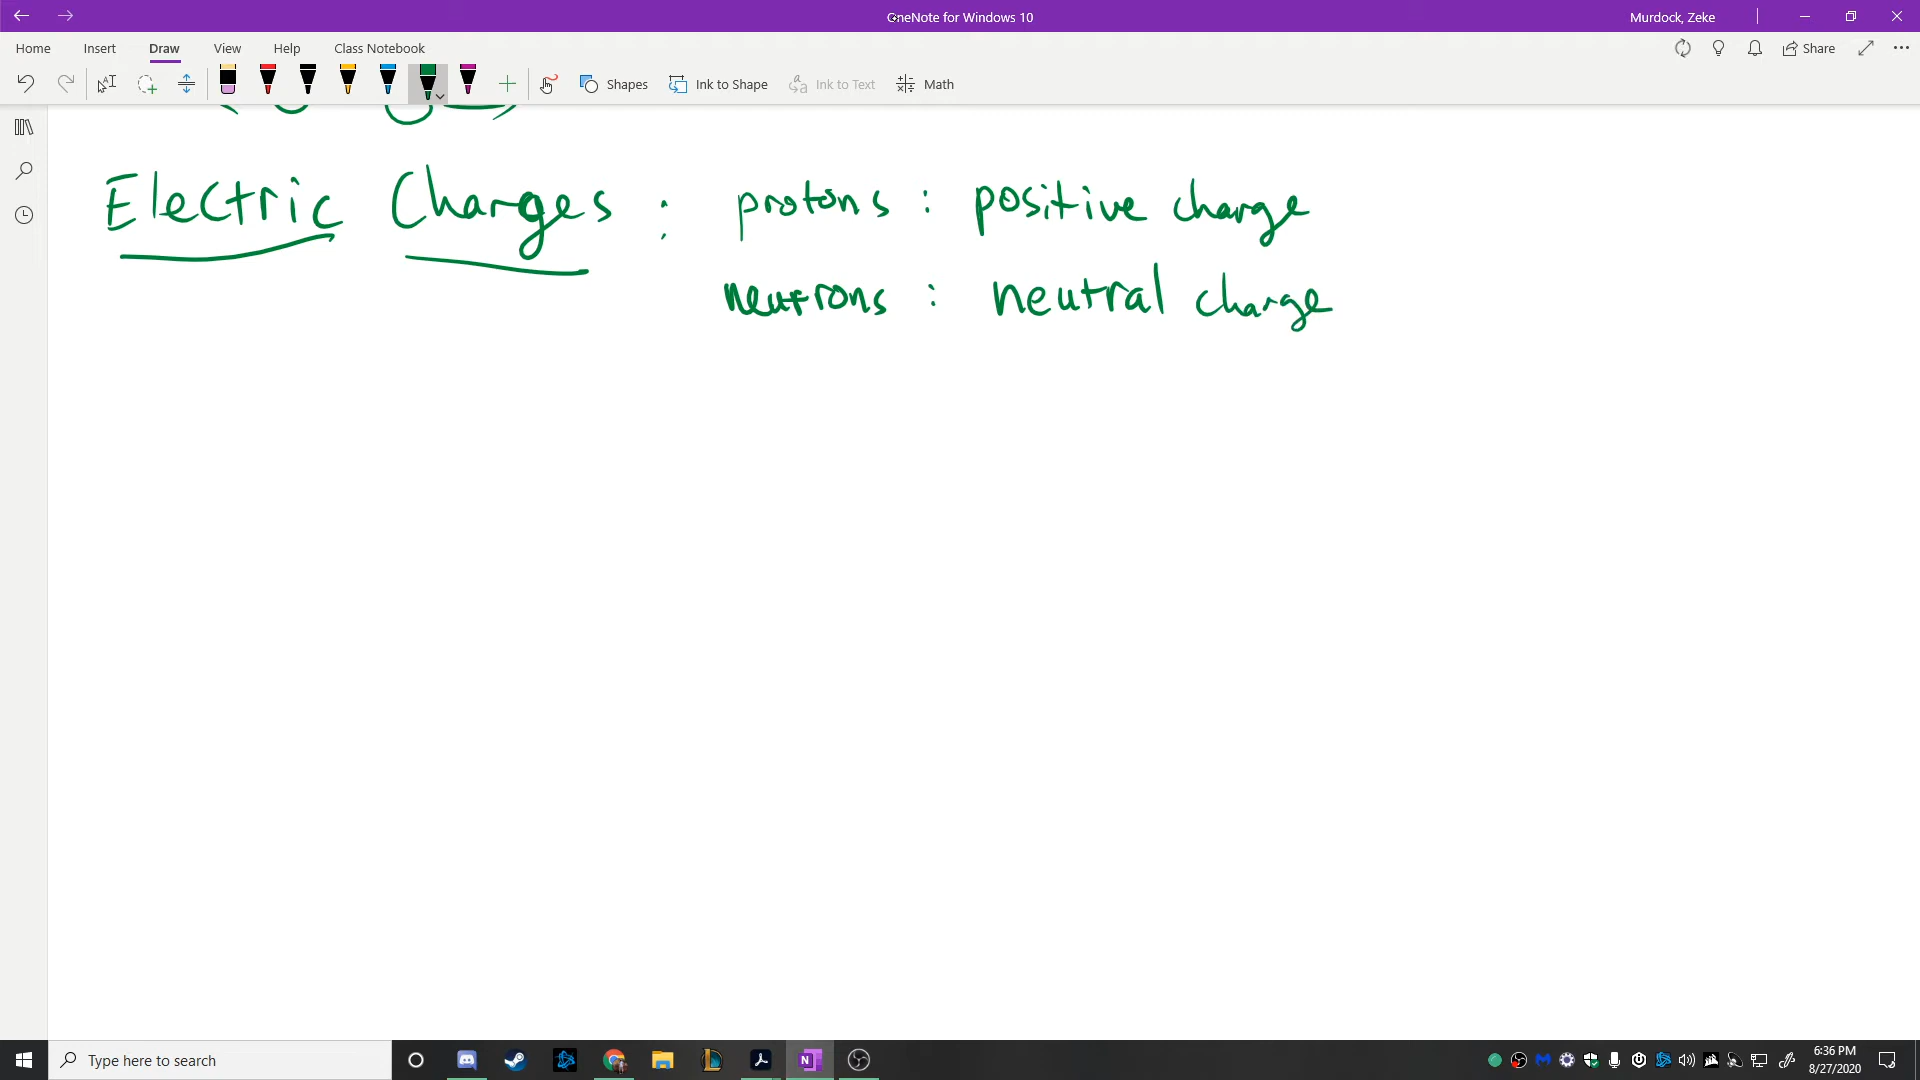 OneNote for Windows 10
Murdock, Zeke
Home Insert Draw View Help Class Notebook
Share
Shapes Ink to Shape Ink to Text Math
Electric Charges : protons : positive charge
neutrons : neutral charge
Type here to search
6:36 PM
8/27/2020